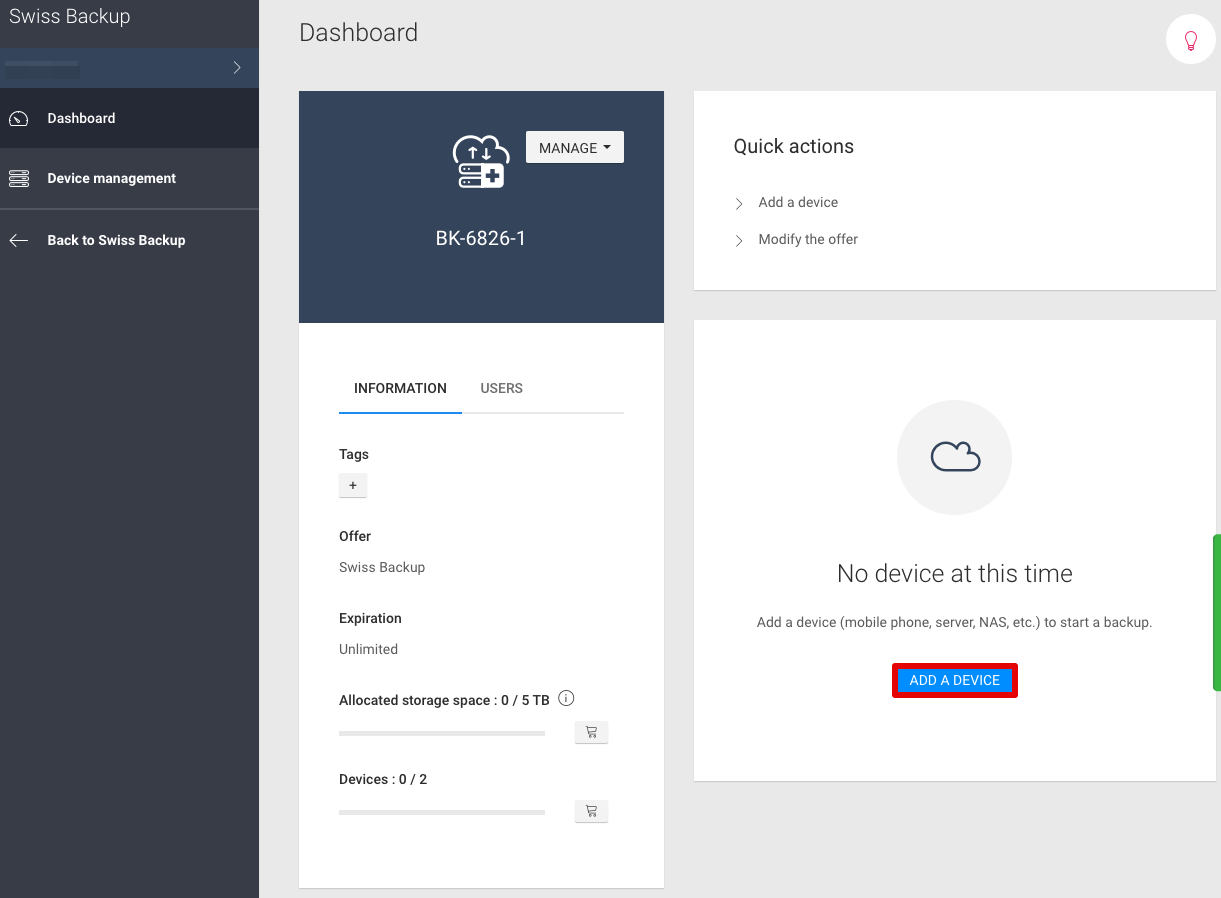 Swiss Backup
Dashboard
Device management
Back to Swiss Backup
Dashboard
MANAGE
BK-6826-1
INFORMATION USERS
Tags
+
Offer
Swiss Backup
Expiration
Unlimited
Allocated storage space : 0 / 5 TB
Devices : 0 / 2
Quick actions
Add a device
Modify the offer
No device at this time
Add a device (mobile phone, server, NAS, etc.) to start a backup.
ADD A DEVICE